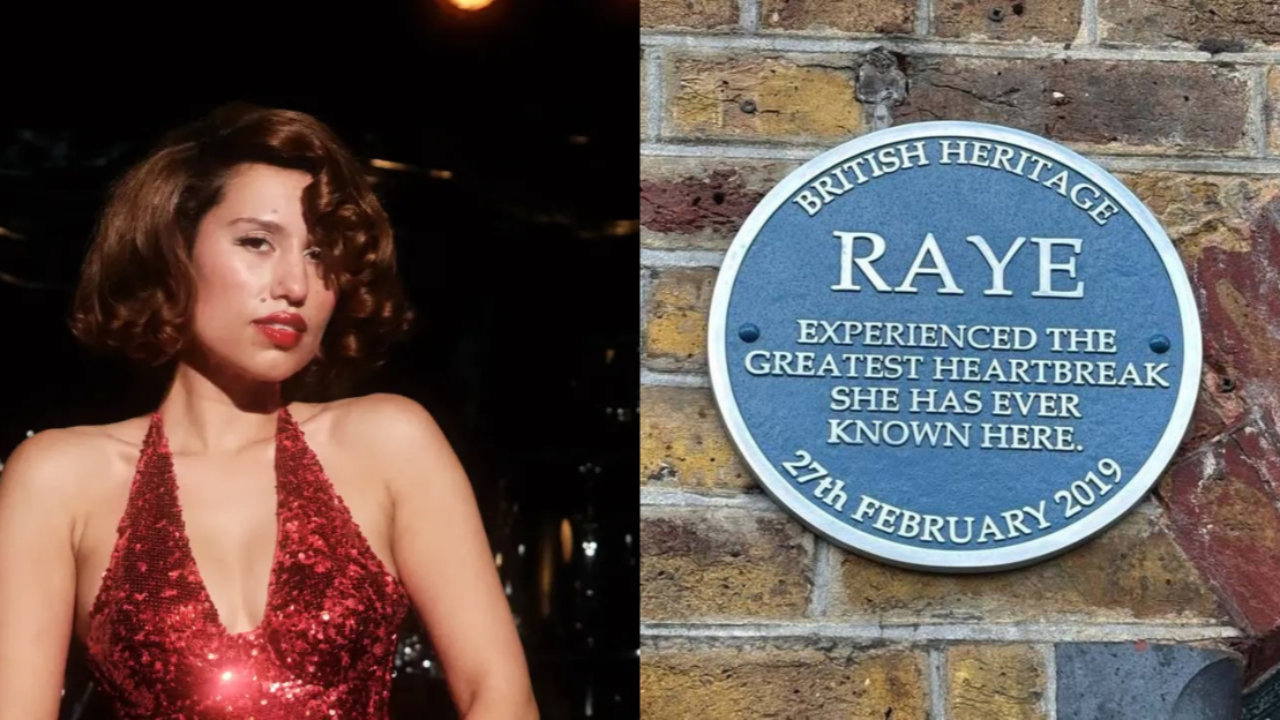 BRITISH HERITAGE
RAYE
EXPERIENCED THE
GREATEST HEARTBREAK
SHE HAS EVER
KNOWN HERE.
27th FEBRUARY 2019